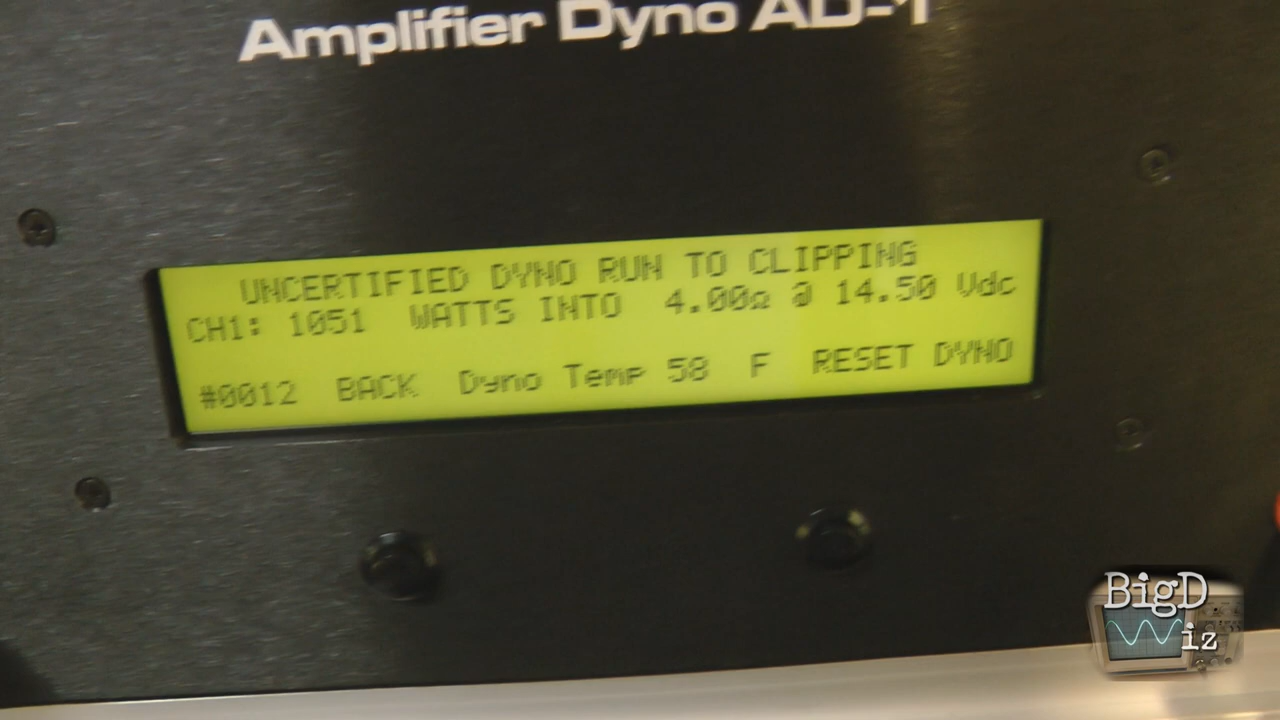 Amplifier Dyno AD-1
UNCERTIFIED DYNO RUN TO CLIPPING
CH1: 1051 WATTS INTO 4.00Ω @ 14.50 Vdc
#0012 BACK Dyno Temp 58 F RESET DYNO
BigD
iz